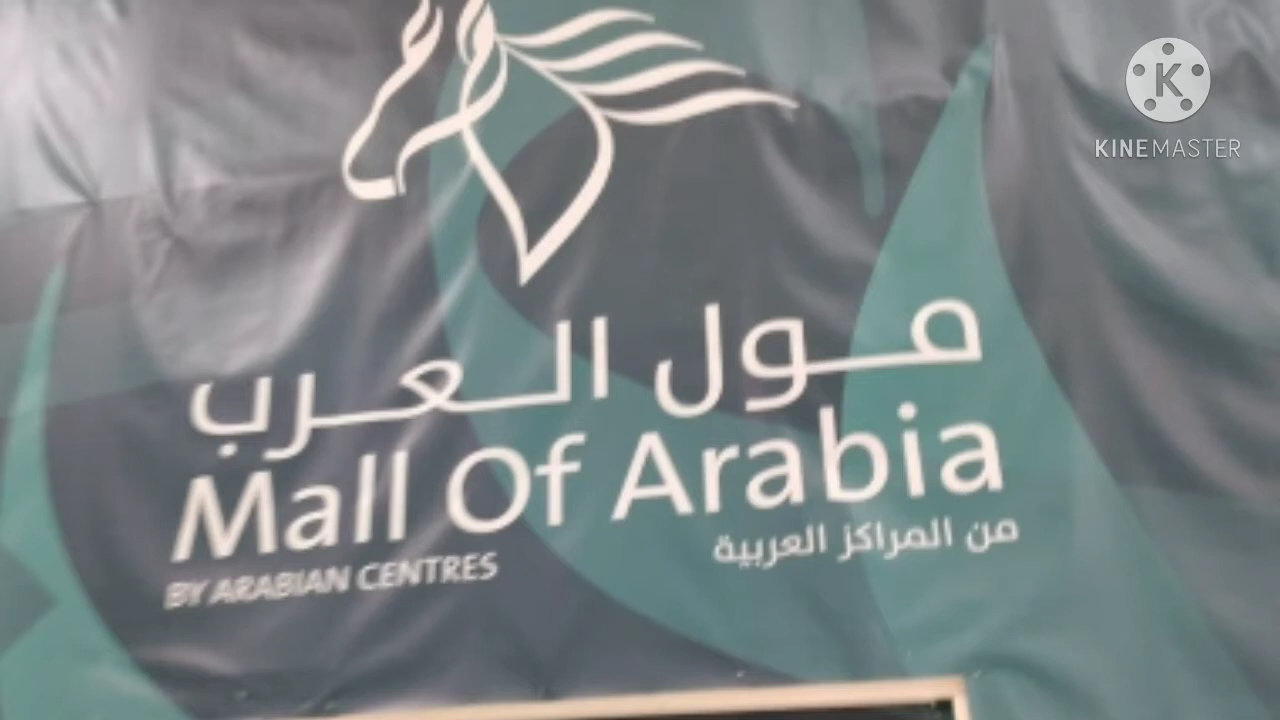 مول العرب
Mall Of Arabia
BY ARABIAN CENTRES
من المراكز العربية
K
KINEMASTER